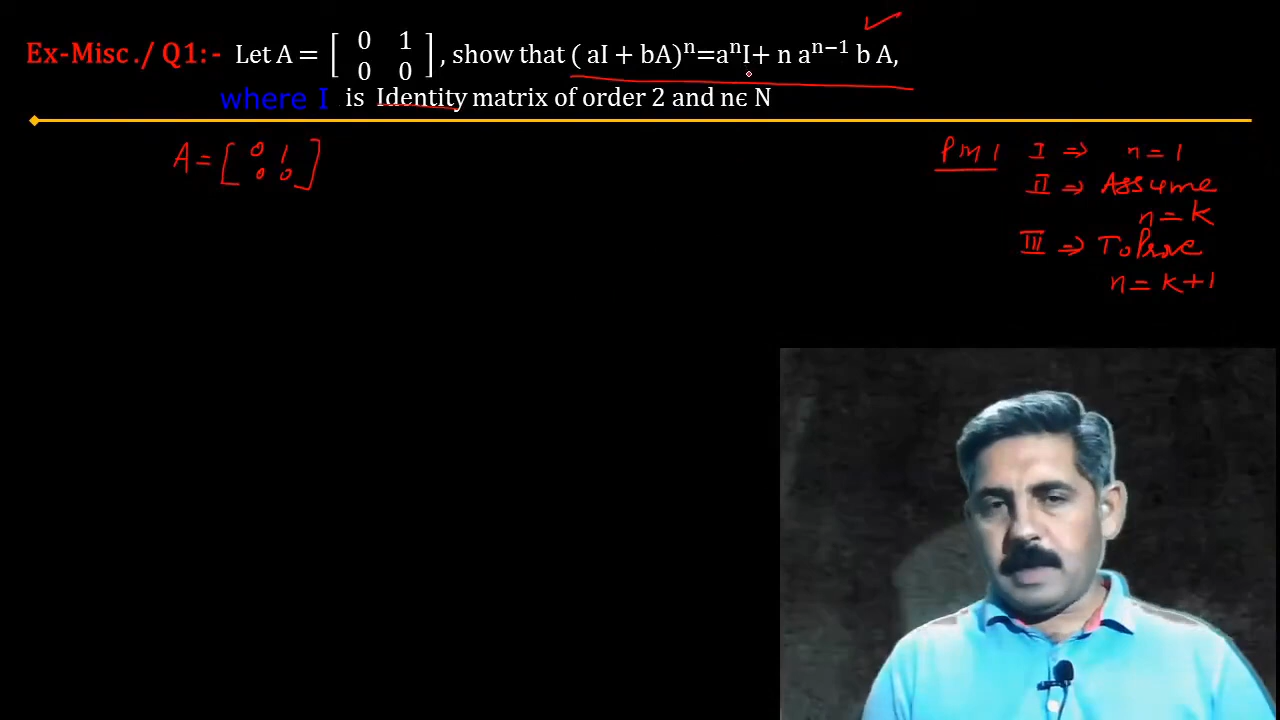 Ex-Misc./ Q1:- Let A = [ 0 1 0 0 ], show that ( aI + bA)ⁿ=aⁿI+ n aⁿ⁻¹ b A,
where I is Identity matrix of order 2 and nϵ N
A = [ 0 1 0 0 ]
PMI I ⇒ n = 1
II ⇒ Assume
n = k
III ⇒ To Prove
n = k+1